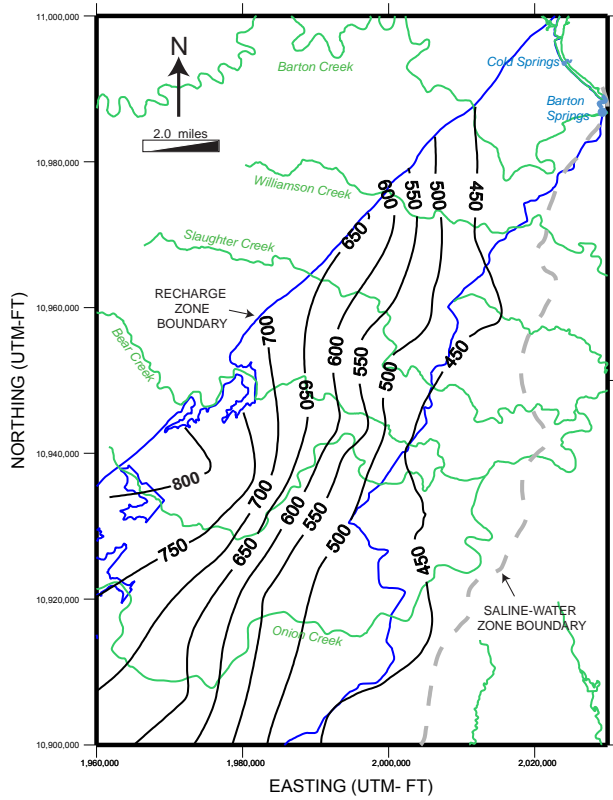 11,000,000
N
Barton Creek
Cold Springs
Barton
Springs
2.0 miles
10,980,000
Williamson Creek
600
550
500
450
Slaughter Creek
650
RECHARGE
ZONE
BOUNDARY
10,960,000
700
600
550
500
450
Bear Creek
650
NORTHING (UTM-FT)
10,940,000
800
700
600
550
500
750
650
450
10,920,000
SALINE-WATER
ZONE BOUNDARY
Onion Creek
10,900,000
1,960,000
1,980,000
2,000,000
2,020,000
EASTING (UTM- FT)